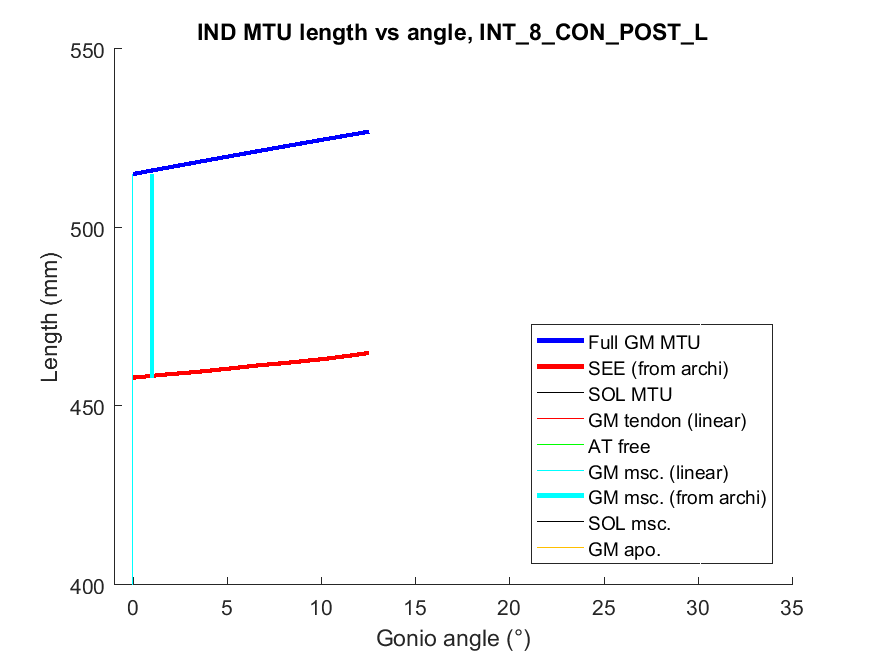 IND MTU length vs angle, INT_8_CON_POST_L
550
500
450
400
Length (mm)
0 5 10 15 20 25 30 35
Gonio angle (°)
Full GM MTU
SEE (from archi)
SOL MTU
GM tendon (linear)
AT free
GM msc. (linear)
GM msc. (from archi)
SOL msc.
GM apo.